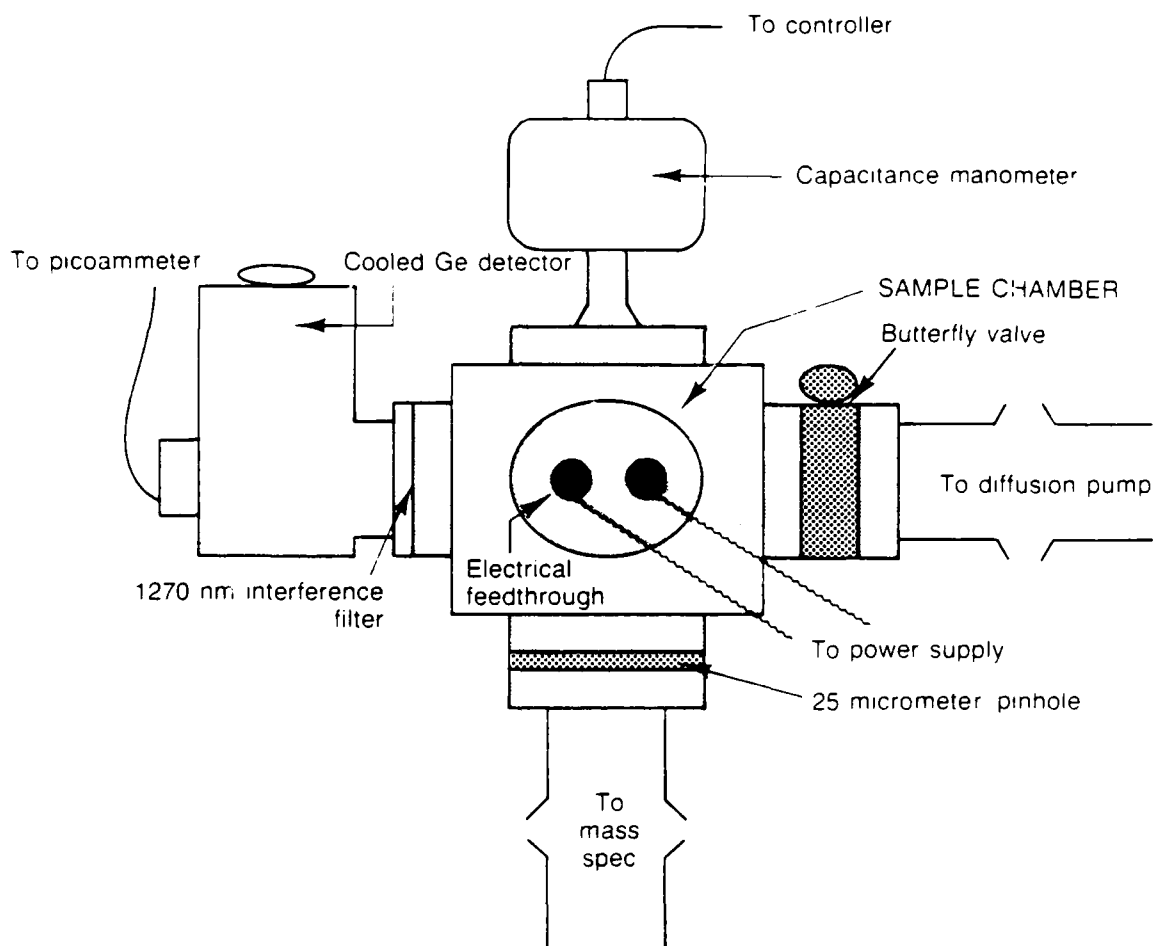 To controller
Capacitance manometer
To picoammeter
Cooled Ge detector
SAMPLE CHAMBER
Butterfly valve
To diffusion pump
1270 nm interference
filter
Electrical
feedthrough
To power supply
25 micrometer pinhole
To
mass
spec